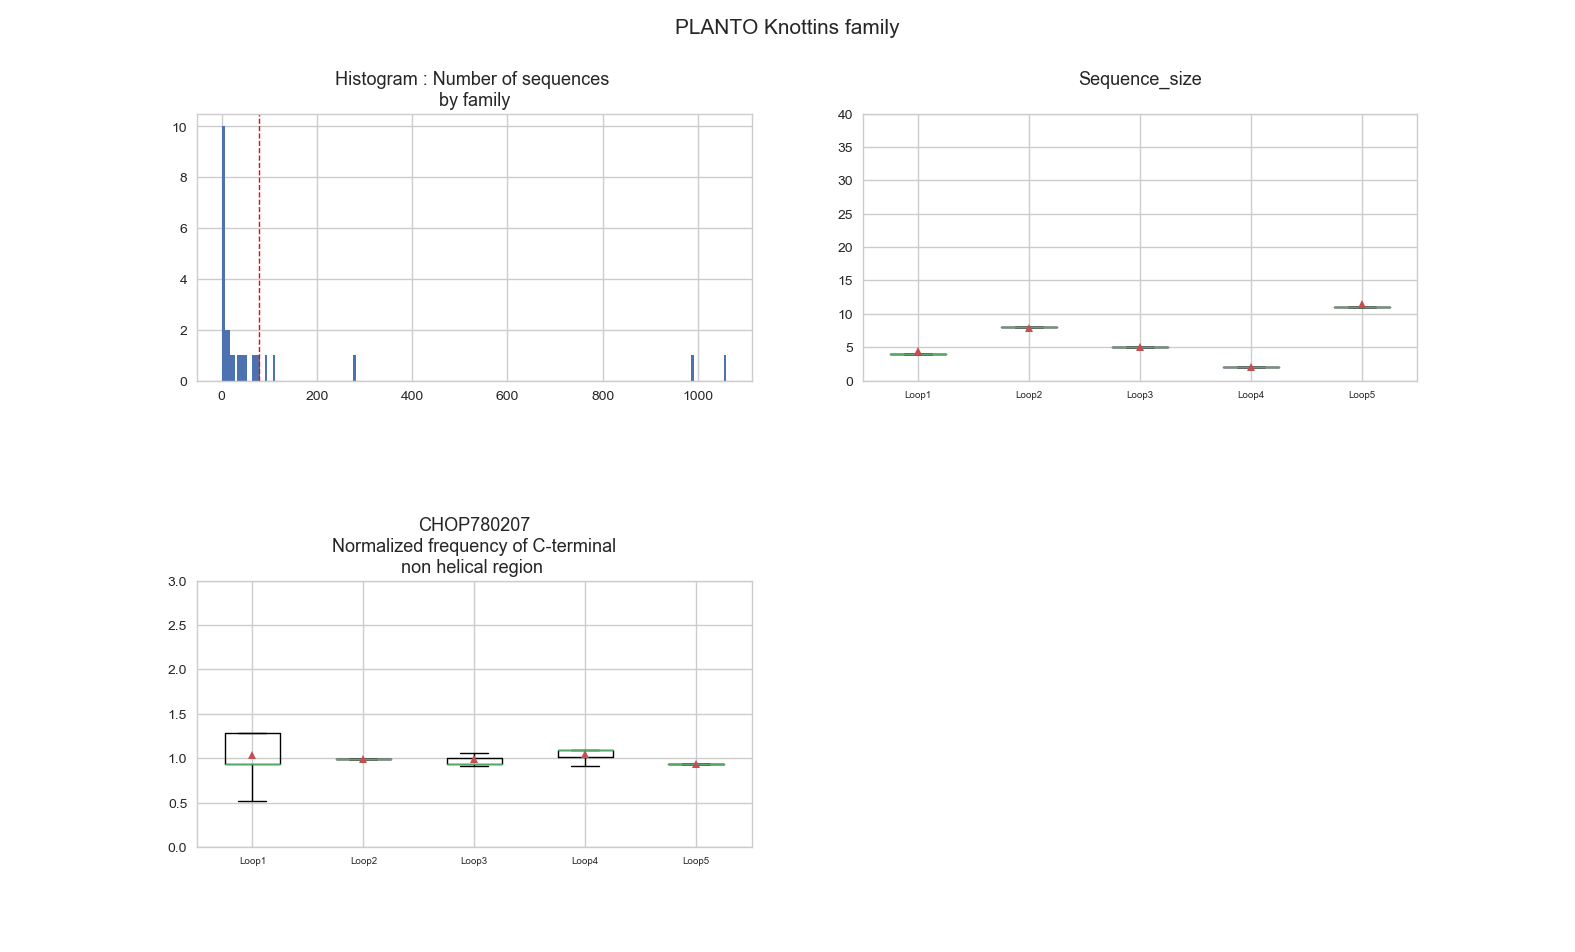 PLANTO Knottins family
Histogram : Number of sequences
by family
10
8
6
4
2
0
0 200 400 600 800 1000
Sequence_size
40
35
30
25
20
15
10
5
0
Loop1 Loop2 Loop3 Loop4 Loop5
CHOP780207
Normalized frequency of C-terminal
non helical region
3.0
2.5
2.0
1.5
1.0
0.5
0.0
Loop1 Loop2 Loop3 Loop4 Loop5